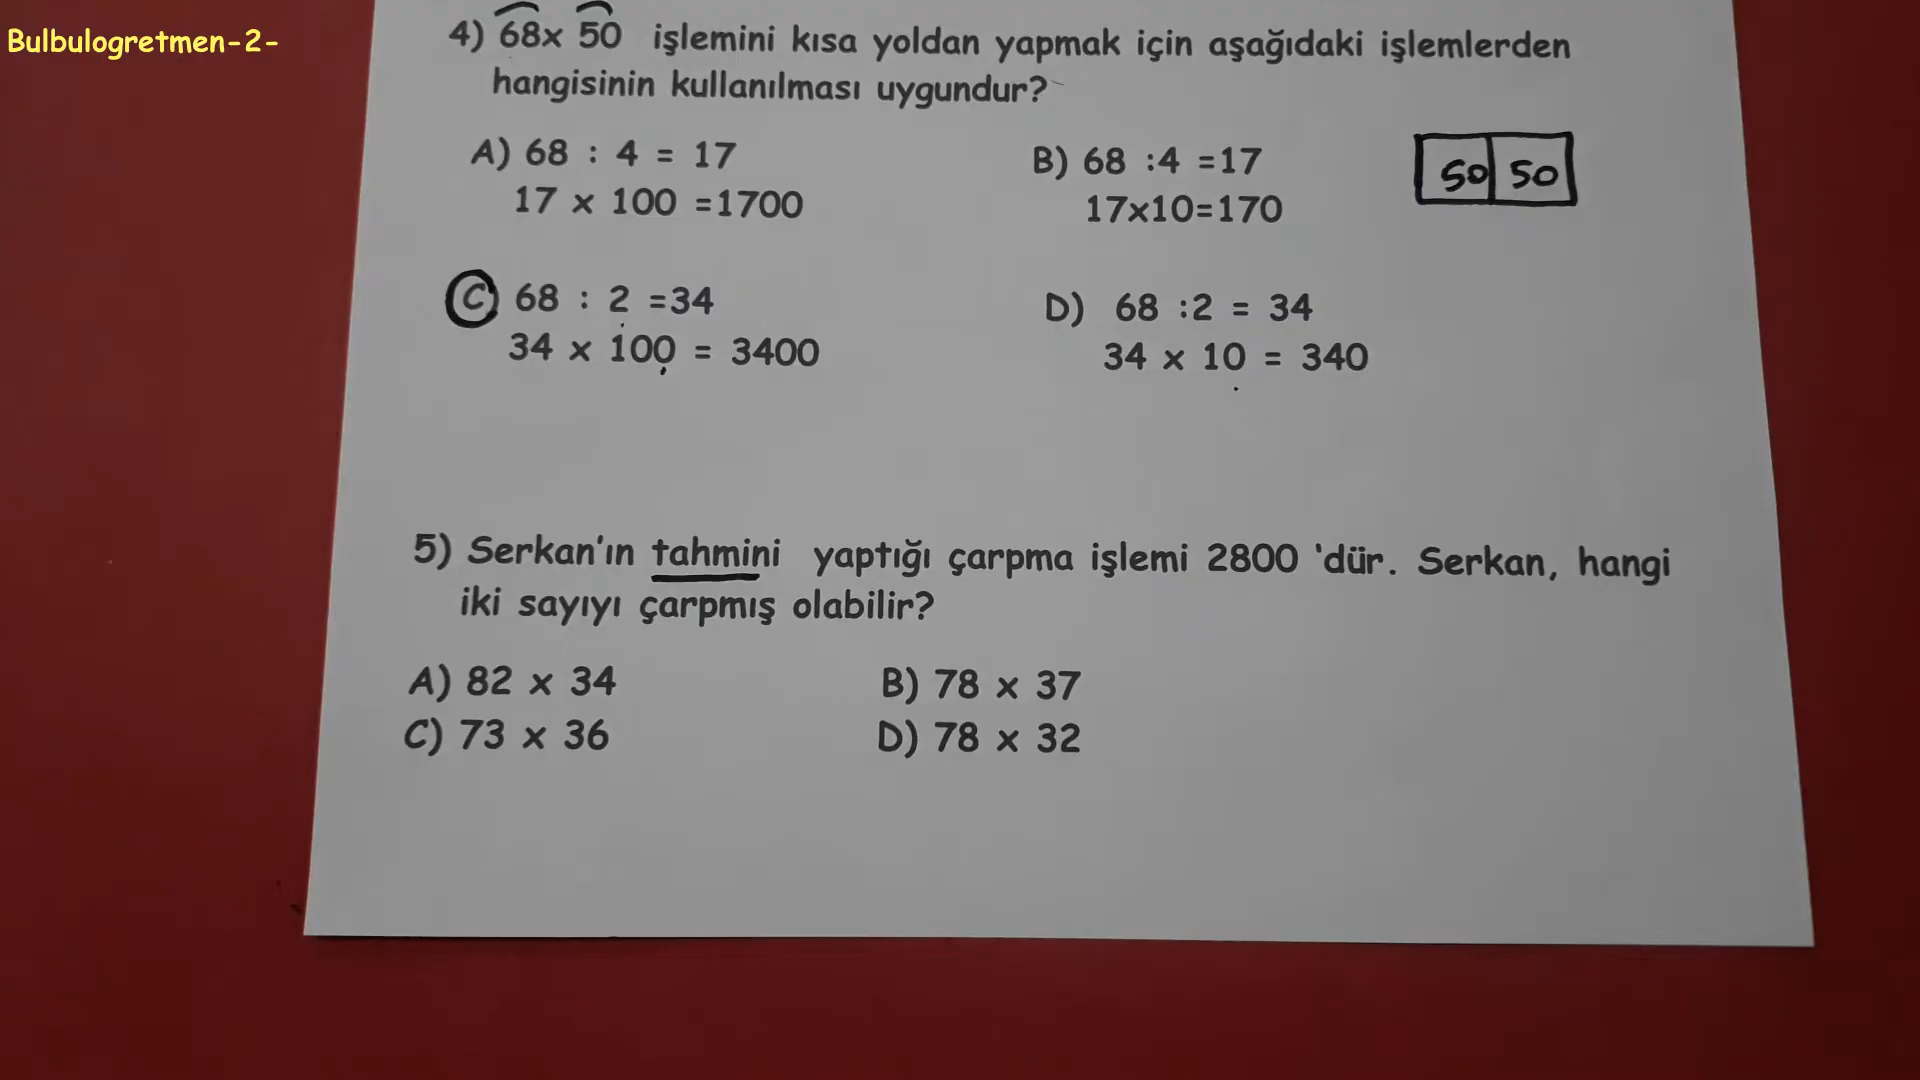 Bulbulogretmen-2-
4) 68x 50 işlemini kısa yoldan yapmak için aşağıdaki işlemlerden
hangisinin kullanılması uygundur?
A) 68 : 4 = 17
17 x 100 =1700
B) 68 :4 =17
17x10=170
50 50
C) 68 : 2 =34
34 x 100 = 3400
D) 68 :2 = 34
34 x 10 = 340
5) Serkan'ın tahmini yaptığı çarpma işlemi 2800 'dür. Serkan, hangi
iki sayıyı çarpmış olabilir?
A) 82 x 34
B) 78 x 37
C) 73 x 36
D) 78 x 32